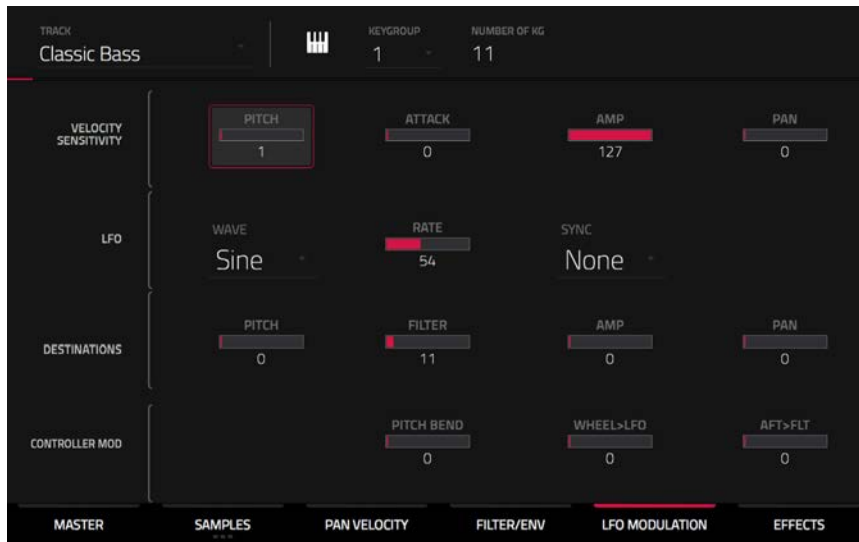 TRACK
Classic Bass
KEYGROUP
1
NUMBER OF KG
11
VELOCITY
SENSITIVITY
PITCH
1
ATTACK
0
AMP
127
PAN
0
LFO
WAVE
Sine
RATE
54
SYNC
None
DESTINATIONS
PITCH
0
FILTER
11
AMP
0
PAN
0
CONTROLLER MOD
PITCH BEND
0
WHEEL>LFO
0
AFT>FLT
0
MASTER
SAMPLES
PAN VELOCITY
FILTER/ENV
LFO MODULATION
EFFECTS